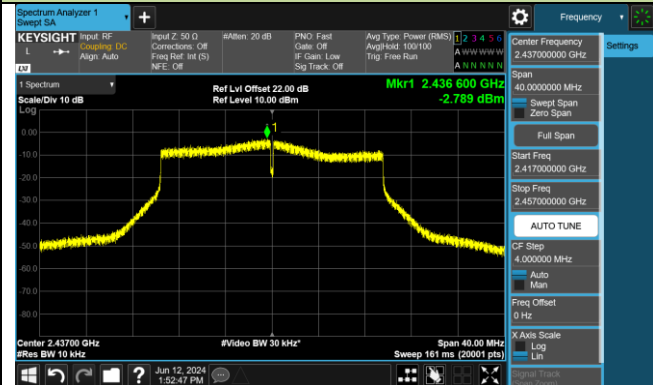 Spectrum Analyzer 1
Swept SA
Frequency
KEYSIGHT
L
LXI
Input: RF
Coupling: DC
Align: Auto
Input Z: 50 Ω
Corrections: Off
Freq Ref: Int (S)
NFE: Off
#Atten: 20 dB
PNO: Fast
Gate: Off
IF Gain: Low
Sig Track: Off
Avg Type: Power (RMS)
Avg|Hold: 100/100
Trig: Free Run
1 2 3 4 5 6
A W W W W W
A N N N N N
1 Spectrum
Scale/Div 10 dB
Log
Ref Lvl Offset 22.00 dB
Ref Level 10.00 dBm
Mkr1 2.436 600 GHz
-2.789 dBm
1
0.00
-10.0
-20.0
-30.0
-40.0
-50.0
-60.0
-70.0
-80.0
Center 2.43700 GHz
#Res BW 10 kHz
#Video BW 30 kHz*
Span 40.00 MHz
Sweep 161 ms (20001 pts)
Center Frequency
2.437000000 GHz
Settings
Span
40.0000000 MHz
Swept Span
Zero Span
Full Span
Start Freq
2.417000000 GHz
Stop Freq
2.457000000 GHz
AUTO TUNE
CF Step
4.000000 MHz
Auto
Man
Freq Offset
0 Hz
X Axis Scale
Log
Lin
Signal Track
(Span Zoom)
?
Jun 12, 2024
1:52:47 PM